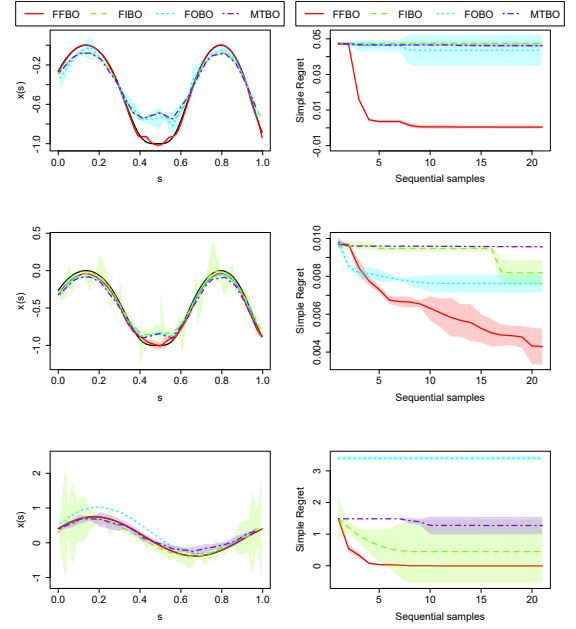 FFBO FIBO FOBO MTBO
FFBO FIBO FOBO MTBO
x(s)
-0.2
-0.6
-1.0
0.0 0.2 0.4 0.6 0.8 1.0
s
Simple Regret
0.05
0.03
0.01
-0.01
5 10 15 20
Sequential samples
x(s)
0.5
0.0
-0.5
-1.0
0.0 0.2 0.4 0.6 0.8 1.0
s
Simple Regret
0.010
0.008
0.006
0.004
5 10 15 20
Sequential samples
x(s)
2
1
0
-1
0.0 0.2 0.4 0.6 0.8 1.0
s
Simple Regret
3
2
1
0
5 10 15 20
Sequential samples